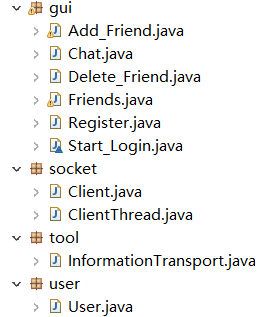 gui
Add_Friend.java
Chat.java
Delete_Friend.java
Friends.java
Register.java
Start_Login.java
socket
Client.java
ClientThread.java
tool
InformationTransport.java
user
User.java